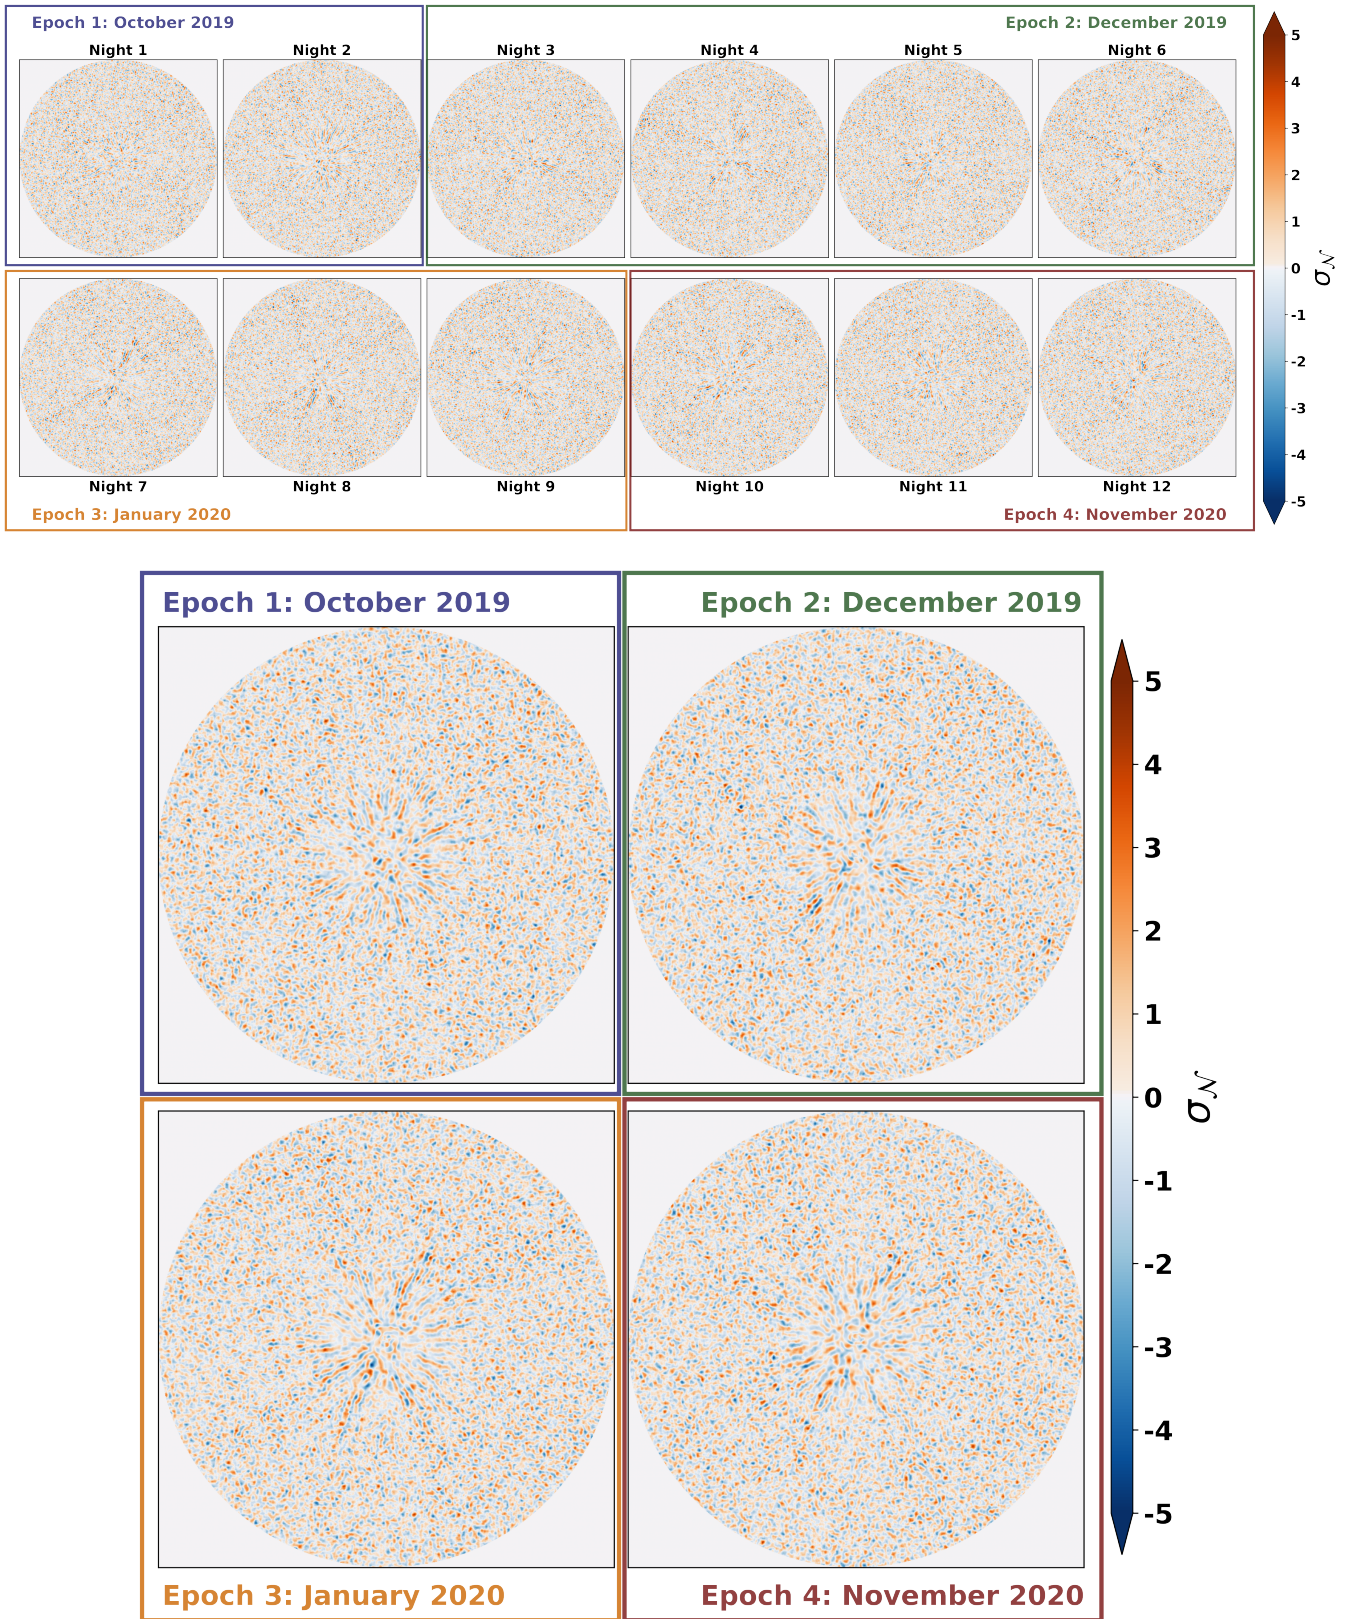 Epoch 1: October 2019
Epoch 2: December 2019
Night 1
Night 2
Night 3
Night 4
Night 5
Night 6
5
4
3
2
1
0
-1
-2
-3
-4
-5
σ𝒩
Night 7
Night 8
Night 9
Night 10
Night 11
Night 12
Epoch 3: January 2020
Epoch 4: November 2020
Epoch 1: October 2019
Epoch 2: December 2019
5
4
3
2
1
0
-1
-2
-3
-4
-5
σ𝒩
Epoch 3: January 2020
Epoch 4: November 2020